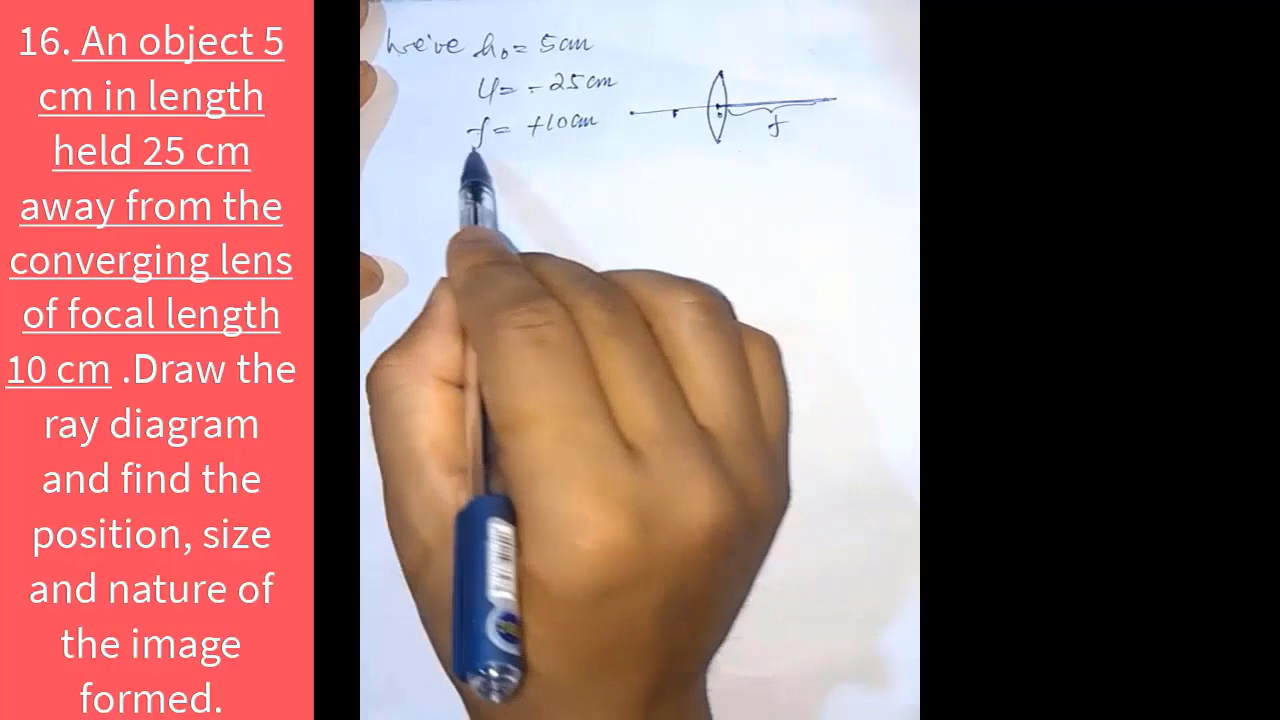 16. An object 5
cm in length
held 25 cm
away from the
converging lens
of focal length
10 cm .Draw the
ray diagram
and find the
position, size
and nature of
the image
formed.
We've h₀ = 5cm
u = -25cm
f = +10cm
f